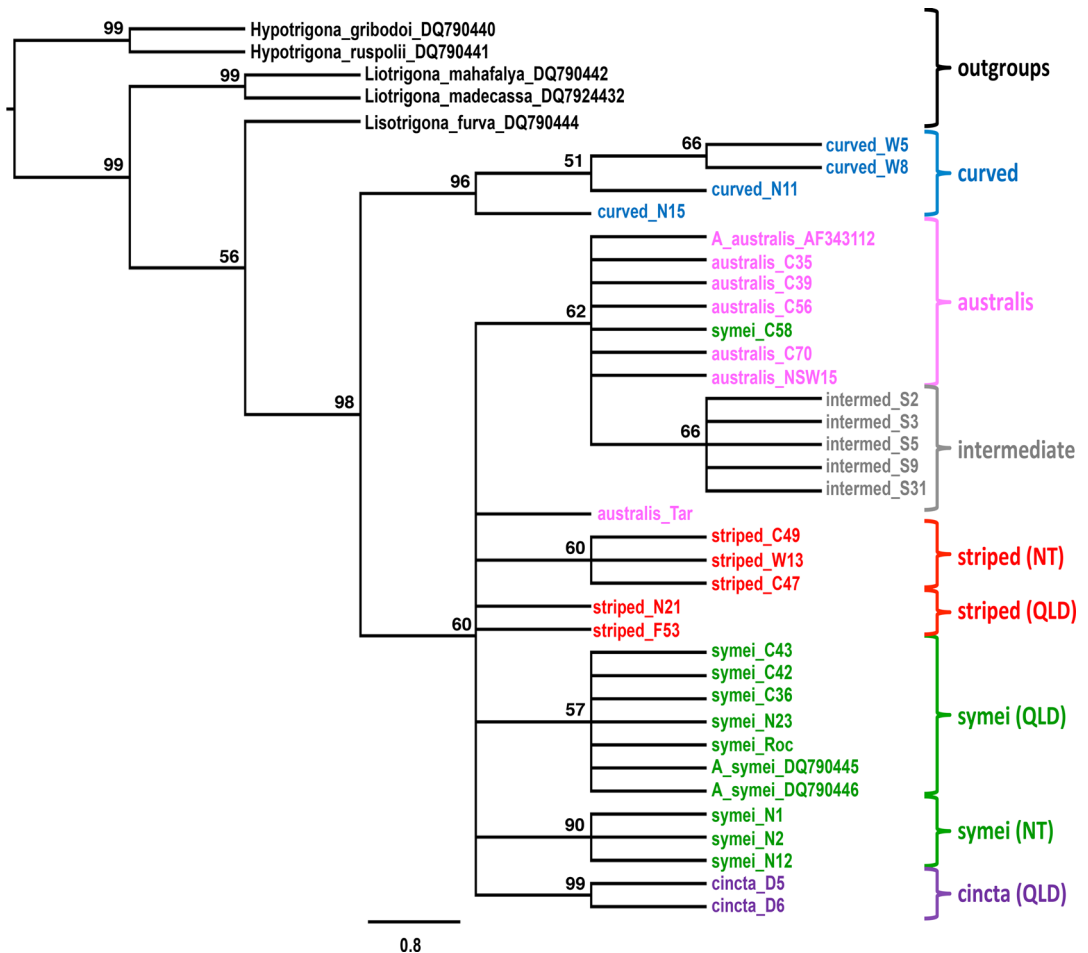 99
Hypotrigona_gribodoi_DQ790440
Hypotrigona_ruspolii_DQ790441
99
Liotrigona_mahafalya_DQ790442
Liotrigona_madecassa_DQ7924432
outgroups
99
Lisotrigona_furva_DQ790444
56
96
51
66
curved_W5
curved_W8
curved_N11
curved_N15
curved
98
62
A_australis_AF343112
australis_C35
australis_C39
australis_C56
symei_C58
australis_C70
australis_NSW15
australis
66
intermed_S2
intermed_S3
intermed_S5
intermed_S9
intermed_S31
intermediate
australis_Tar
60
striped_C49
striped_W13
striped_C47
striped (NT)
60
striped_N21
striped_F53
striped (QLD)
57
symei_C43
symei_C42
symei_C36
symei_N23
symei_Roc
A_symei_DQ790445
A_symei_DQ790446
symei (QLD)
90
symei_N1
symei_N2
symei_N12
symei (NT)
99
cincta_D5
cincta_D6
cincta (QLD)
0.8